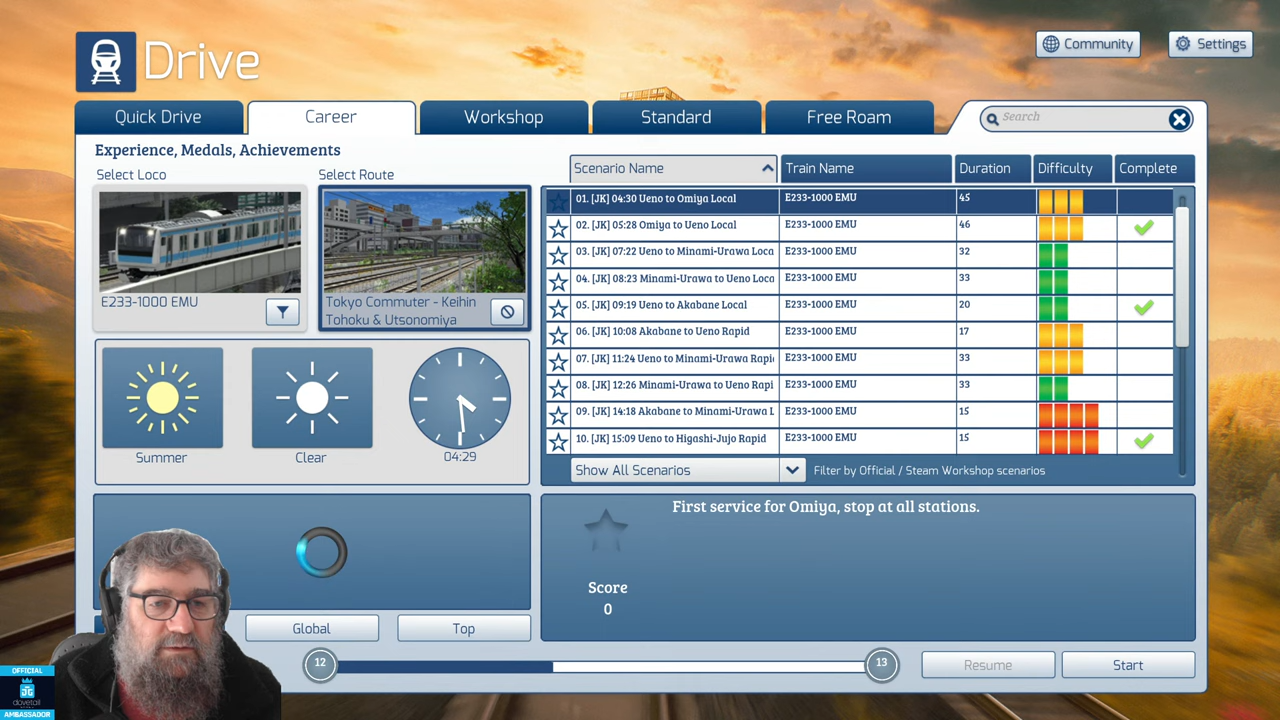 Drive
Community
Settings
Quick Drive
Career
Workshop
Standard
Free Roam
Search
Experience, Medals, Achievements
Select Loco
Select Route
E233-1000 EMU
Tokyo Commuter - Keihin
Tohoku & Utsonomiya
Summer
Clear
04:29
Scenario Name
Train Name
Duration
Difficulty
Complete
01. [JK] 04:30 Ueno to Omiya Local
E233-1000 EMU
45
02. [JK] 05:28 Omiya to Ueno Local
E233-1000 EMU
46
03. [JK] 07:22 Ueno to Minami-Urawa Loca
E233-1000 EMU
32
04. [JK] 08:23 Minami-Urawa to Ueno Loca
E233-1000 EMU
33
05. [JK] 09:19 Ueno to Akabane Local
E233-1000 EMU
20
06. [JK] 10:08 Akabane to Ueno Rapid
E233-1000 EMU
17
07. [JK] 11:24 Ueno to Minami-Urawa Rapi
E233-1000 EMU
33
08. [JK] 12:26 Minami-Urawa to Ueno Rapi
E233-1000 EMU
33
09. [JK] 14:18 Akabane to Minami-Urawa L
E233-1000 EMU
15
10. [JK] 15:09 Ueno to Higashi-Jujo Rapid
E233-1000 EMU
15
Show All Scenarios
Filter by Official / Steam Workshop scenarios
First service for Omiya, stop at all stations.
Score
0
Global
Top
12
13
Resume
Start
OFFICIAL
dovetail
AMBASSADOR